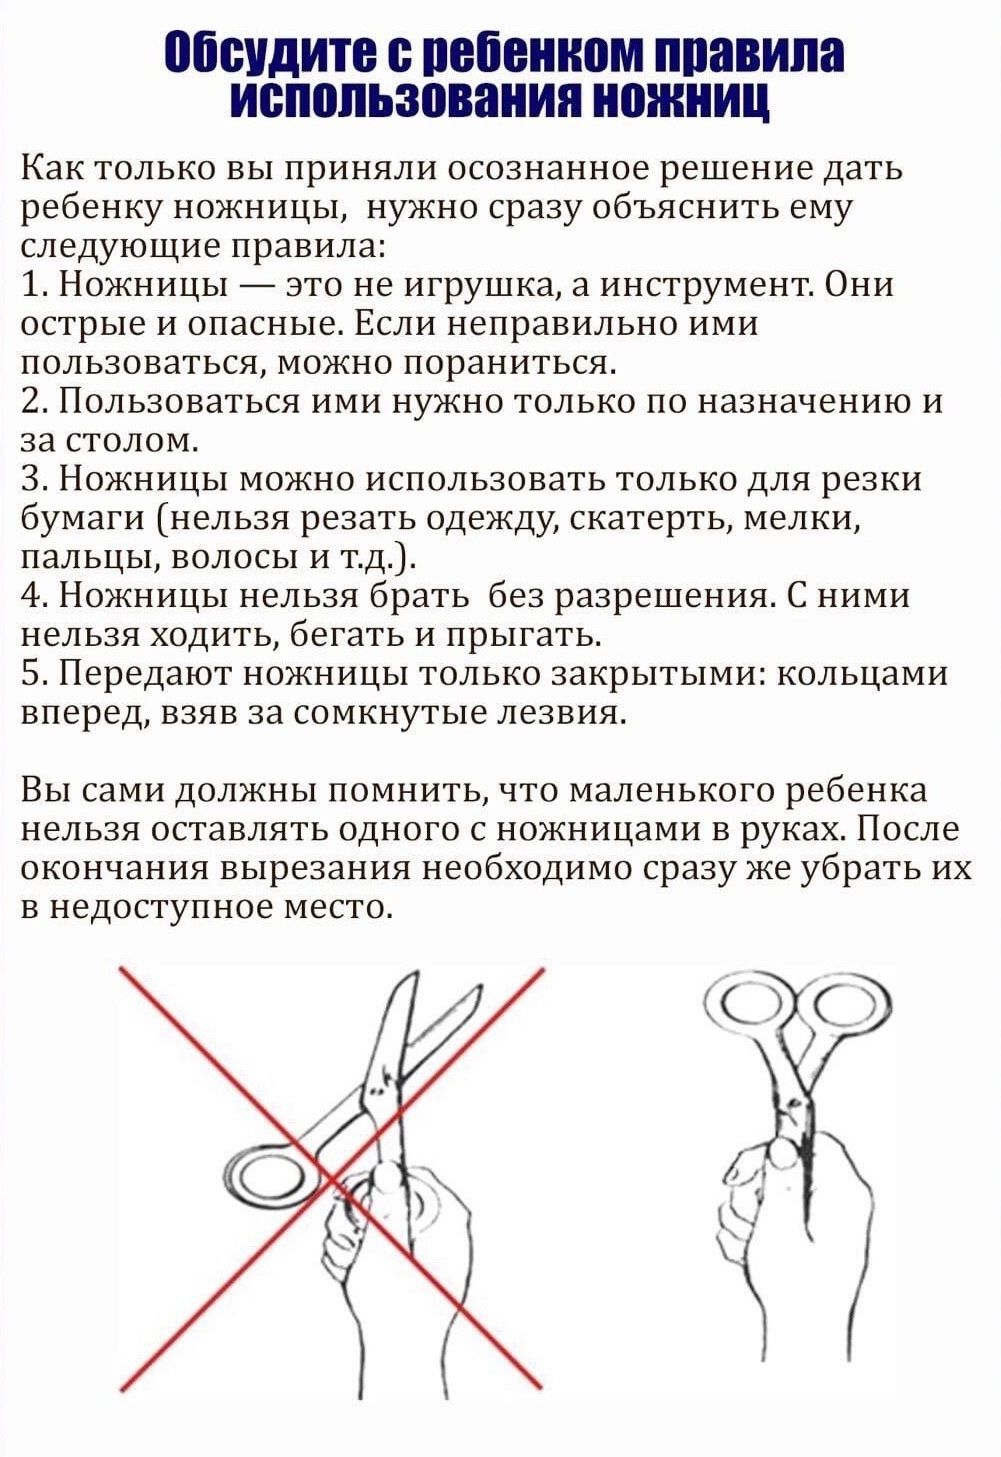 Обсудите с ребенком правила
использования ножниц
Как только вы приняли осознанное решение дать
ребенку ножницы,  нужно сразу объяснить ему
следующие правила:
1. Ножницы — это не игрушка, а инструмент. Они
острые и опасные. Если неправильно ими
пользоваться, можно пораниться.
2. Пользоваться ими нужно только по назначению и
за столом.
3. Ножницы можно использовать только для резки
бумаги (нельзя резать одежду, скатерть, мелки,
пальцы, волосы и т.д.).
4. Ножницы нельзя брать  без разрешения. С ними
нельзя ходить, бегать и прыгать.
5. Передают ножницы только закрытыми: кольцами
вперед, взяв за сомкнутые лезвия.
Вы сами должны помнить, что маленького ребенка
нельзя оставлять одного с ножницами в руках. После
окончания вырезания необходимо сразу же убрать их
в недоступное место.